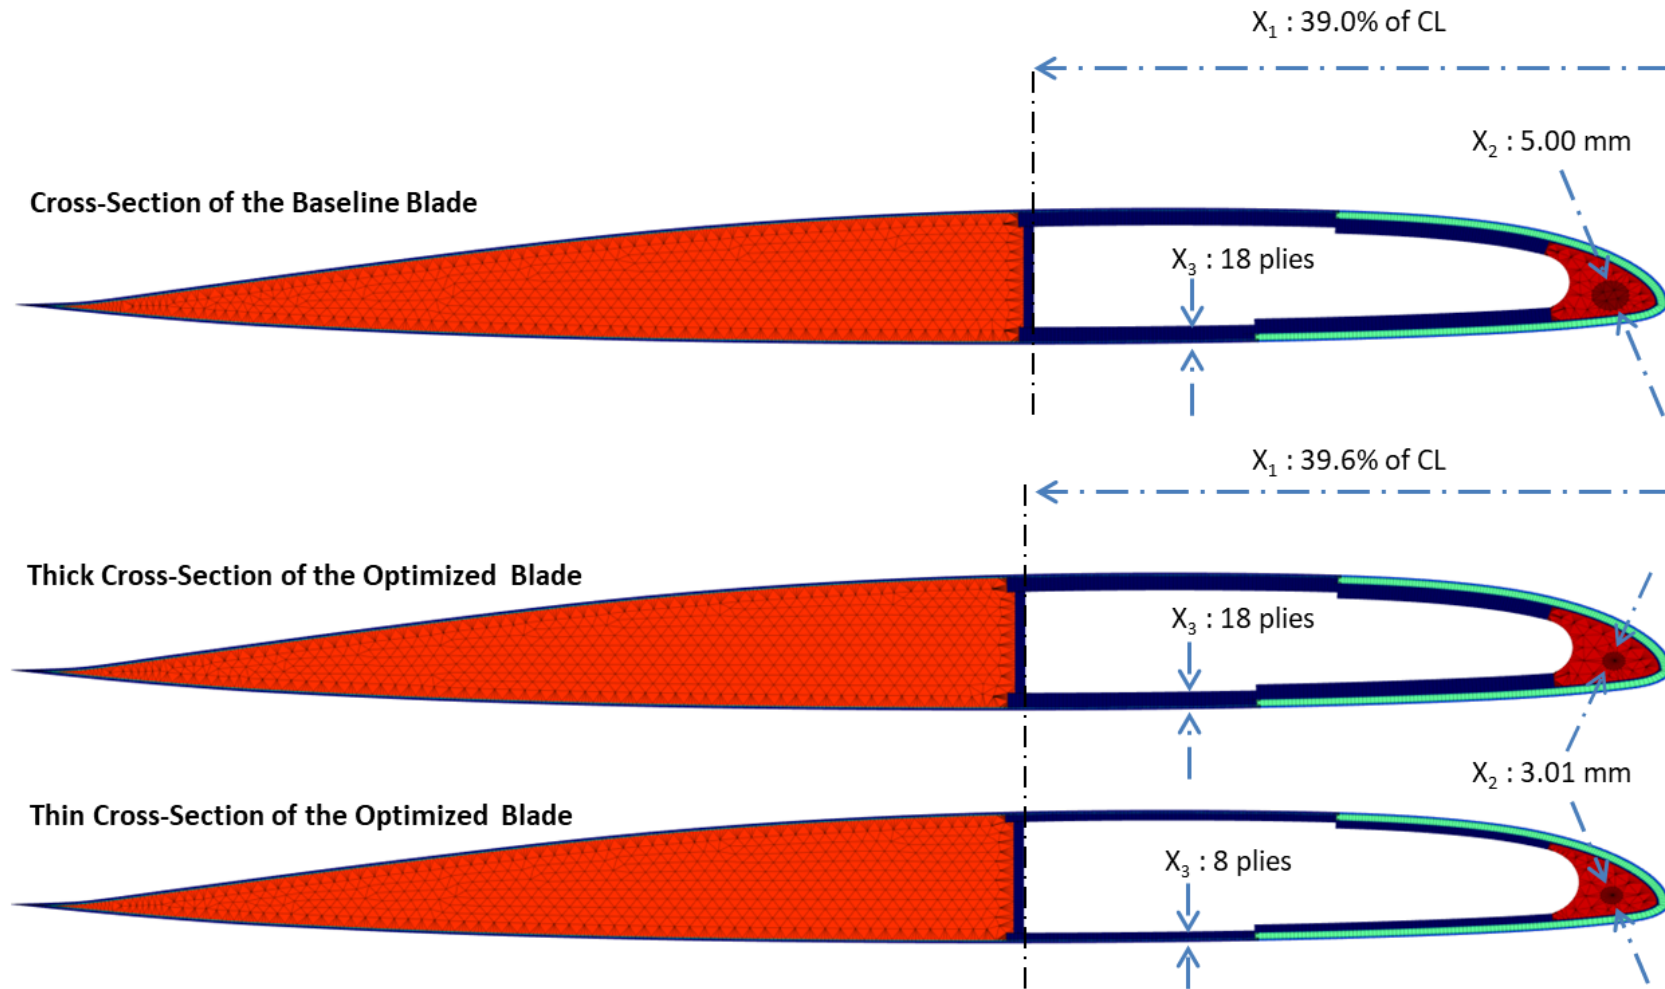 X₁ : 39.0% of CL
X₂ : 5.00 mm
Cross-Section of the Baseline Blade
X₃ : 18 plies
X₁ : 39.6% of CL
Thick Cross-Section of the Optimized Blade
X₃ : 18 plies
X₂ : 3.01 mm
Thin Cross-Section of the Optimized Blade
X₃ : 8 plies